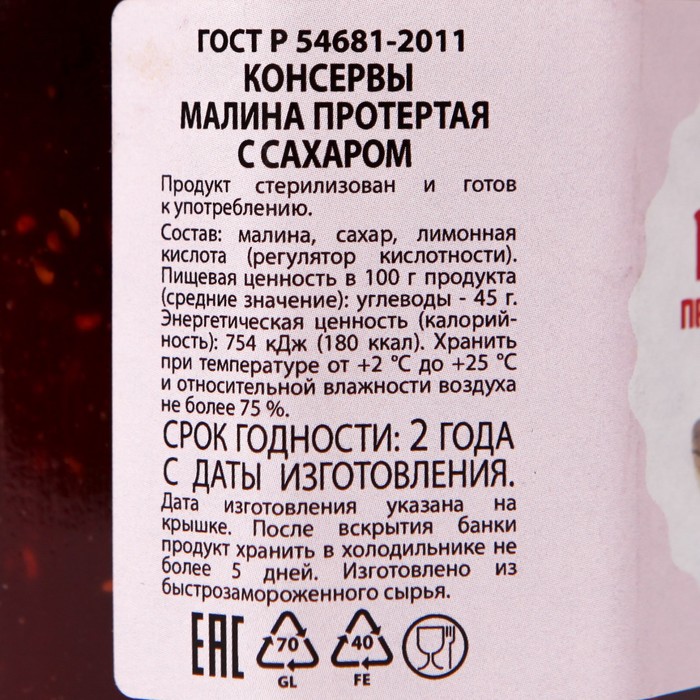 ГОСТ Р 54681-2011
КОНСЕРВЫ
МАЛИНА ПРОТЕРТАЯ
С САХАРОМ
Продукт стерилизован и готов
к употреблению.
Состав: малина, сахар, лимонная
кислота (регулятор кислотности).
Пищевая ценность в 100 г продукта
(средние значение): углеводы - 45 г.
Энергетическая ценность (калорий-
ность): 754 кДж (180 ккал). Хранить
при температуре от +2 °С до +25 °С
и относительной влажности воздуха
не более 75 %.
СРОК ГОДНОСТИ: 2 ГОДА
С ДАТЫ ИЗГОТОВЛЕНИЯ.
Дата изготовления указана на
крышке. После вскрытия банки
продукт хранить в холодильнике не
более 5 дней. Изготовлено из
быстрозамороженного сырья.
EAC 70 40
GL FE